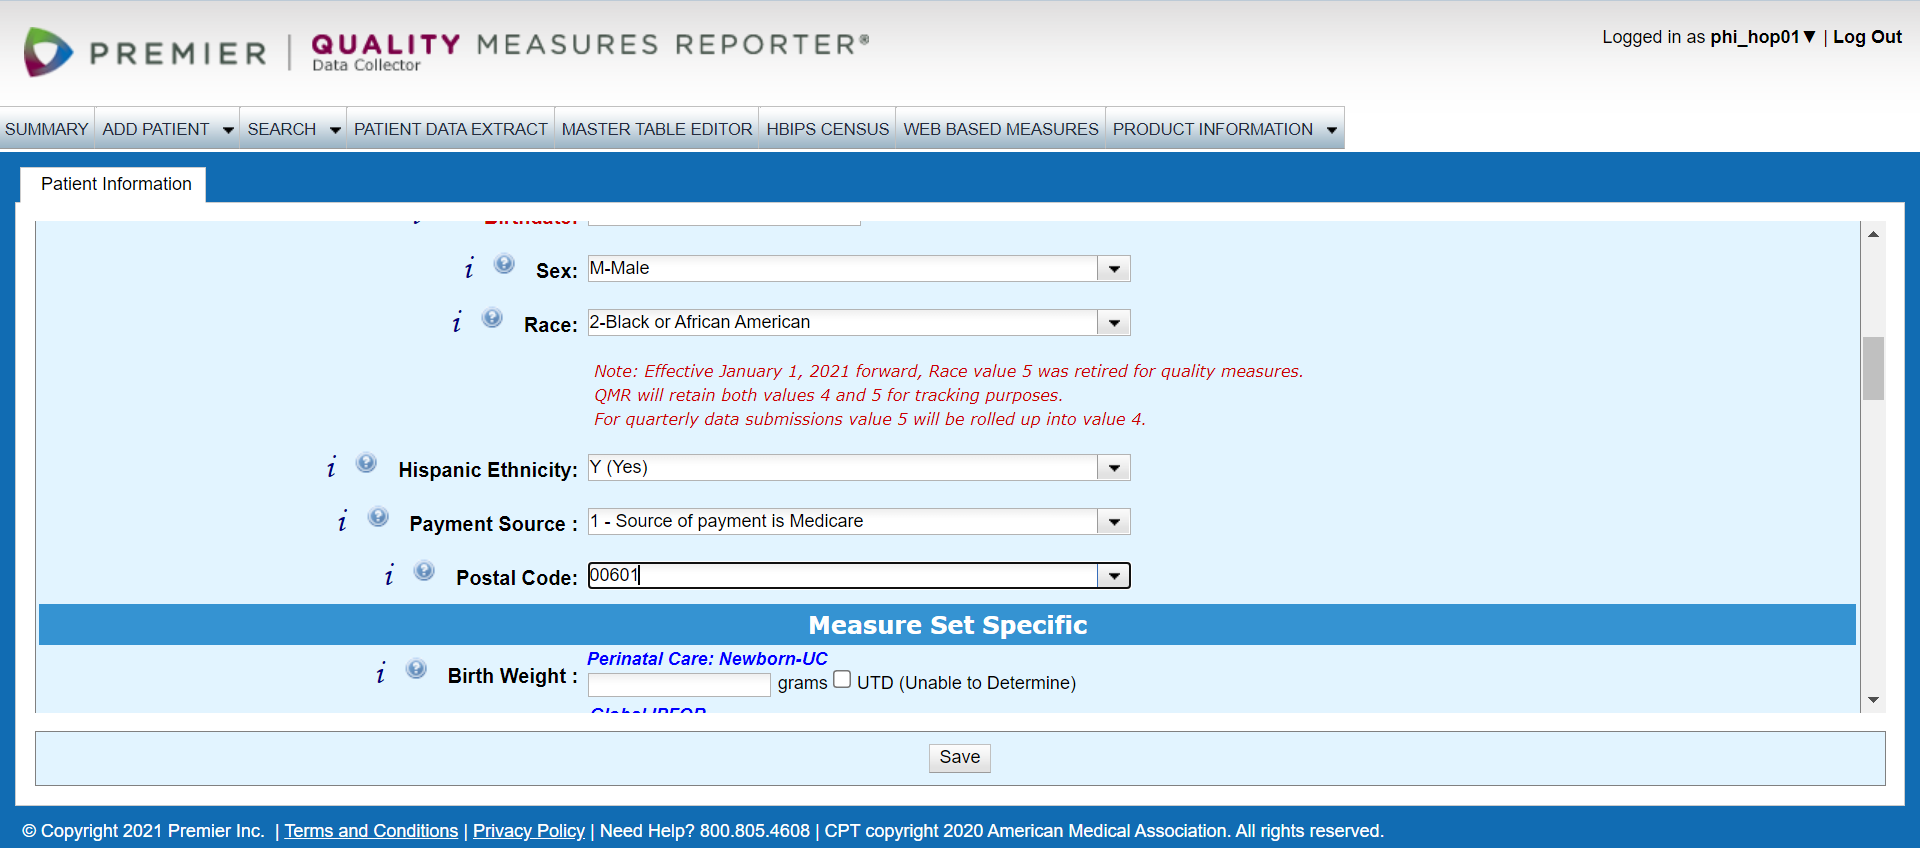 PREMIER | QUALITY MEASURES REPORTER®
Data Collector
Logged in as phi_hop01▼ | Log Out
SUMMARY ADD PATIENT SEARCH PATIENT DATA EXTRACT MASTER TABLE EDITOR HBIPS CENSUS WEB BASED MEASURES PRODUCT INFORMATION
Patient Information
Birthdate:
i ? Sex: M-Male
i ? Race: 2-Black or African American
Note: Effective January 1, 2021 forward, Race value 5 was retired for quality measures.
QMR will retain both values 4 and 5 for tracking purposes.
For quarterly data submissions value 5 will be rolled up into value 4.
i ? Hispanic Ethnicity: Y (Yes)
i ? Payment Source : 1 - Source of payment is Medicare
i ? Postal Code: 00601
Measure Set Specific
Perinatal Care: Newborn-UC
i ? Birth Weight : grams UTD (Unable to Determine)
Save
© Copyright 2021 Premier Inc. | Terms and Conditions | Privacy Policy | Need Help? 800.805.4608 | CPT copyright 2020 American Medical Association. All rights reserved.